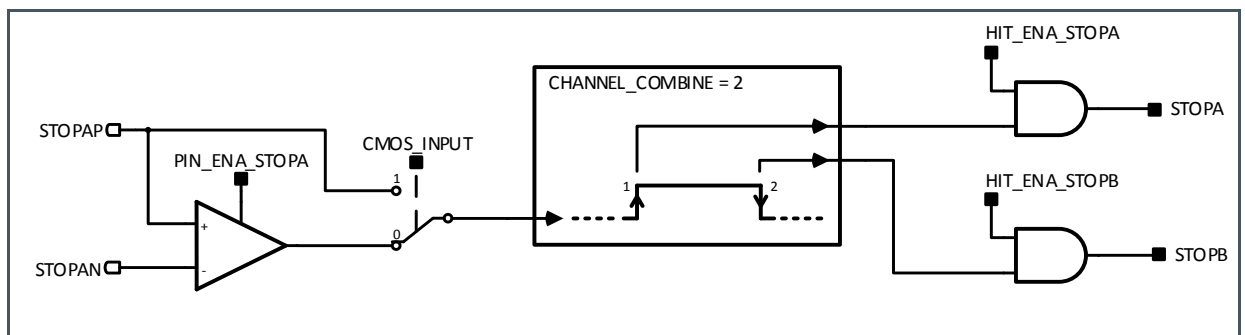 HIT_ENA_STOPA
CHANNEL_COMBINE = 2
STOPA
STOPAP
CMOS_INPUT
PIN_ENA_STOPA
1
1
2
HIT_ENA_STOPB
+
0
-
STOPAN
STOPB